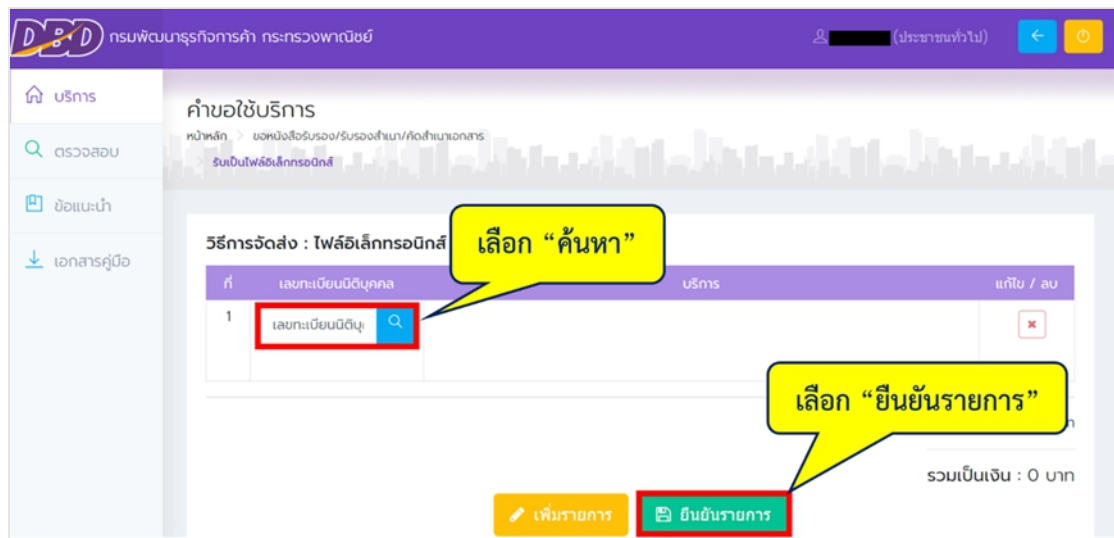 DBD กรมพัฒนาธุรกิจการค้า กระทรวงพาณิชย์
(ประชาชนทั่วไป)
บริการ
ตรวจสอบ
ข้อแนะนำ
เอกสารคู่มือ
คำขอใช้บริการ
หน้าหลัก > ขอหนังสือรับรอง/รับรองสำเนา/คัดสำเนาเอกสาร
> รับเป็นไฟล์อิเล็กทรอนิกส์
วิธีการจัดส่ง : ไฟล์อิเล็กทรอนิกส์
เลือก “ค้นหา”
ที่ เลขทะเบียนนิติบุคคล บริการ แก้ไข / ลบ
1 เลขทะเบียนนิติบุ
เลือก “ยืนยันรายการ”
รวมเป็นเงิน : 0 บาท
เพิ่มรายการ ยืนยันรายการ